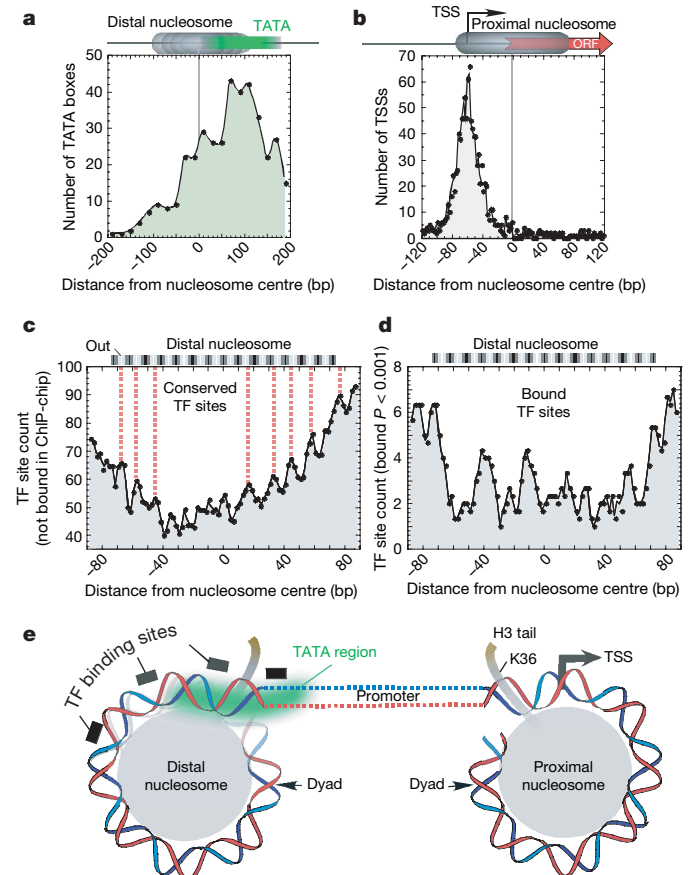 a
Distal nucleosome
TATA
Number of TATA boxes
50
40
30
20
10
0
−200
−100
0
100
200
Distance from nucleosome centre (bp)
b
TSS
Proximal nucleosome
ORF
Number of TSSs
70
60
50
40
30
20
10
0
−120
−80
−40
0
40
80
120
Distance from nucleosome centre (bp)
c
Out
Distal nucleosome
Conserved
TF sites
TF site count
(not bound in ChIP-chip)
100
90
80
70
60
50
40
−80
−40
0
40
80
Distance from nucleosome centre (bp)
d
Distal nucleosome
Bound
TF sites
TF site count (bound P < 0.001)
8
6
4
2
0
−80
−40
0
40
80
Distance from nucleosome centre (bp)
e
TF binding sites
TATA region
Promoter
H3 tail
K36
TSS
Distal
nucleosome
Dyad
Dyad
Proximal
nucleosome